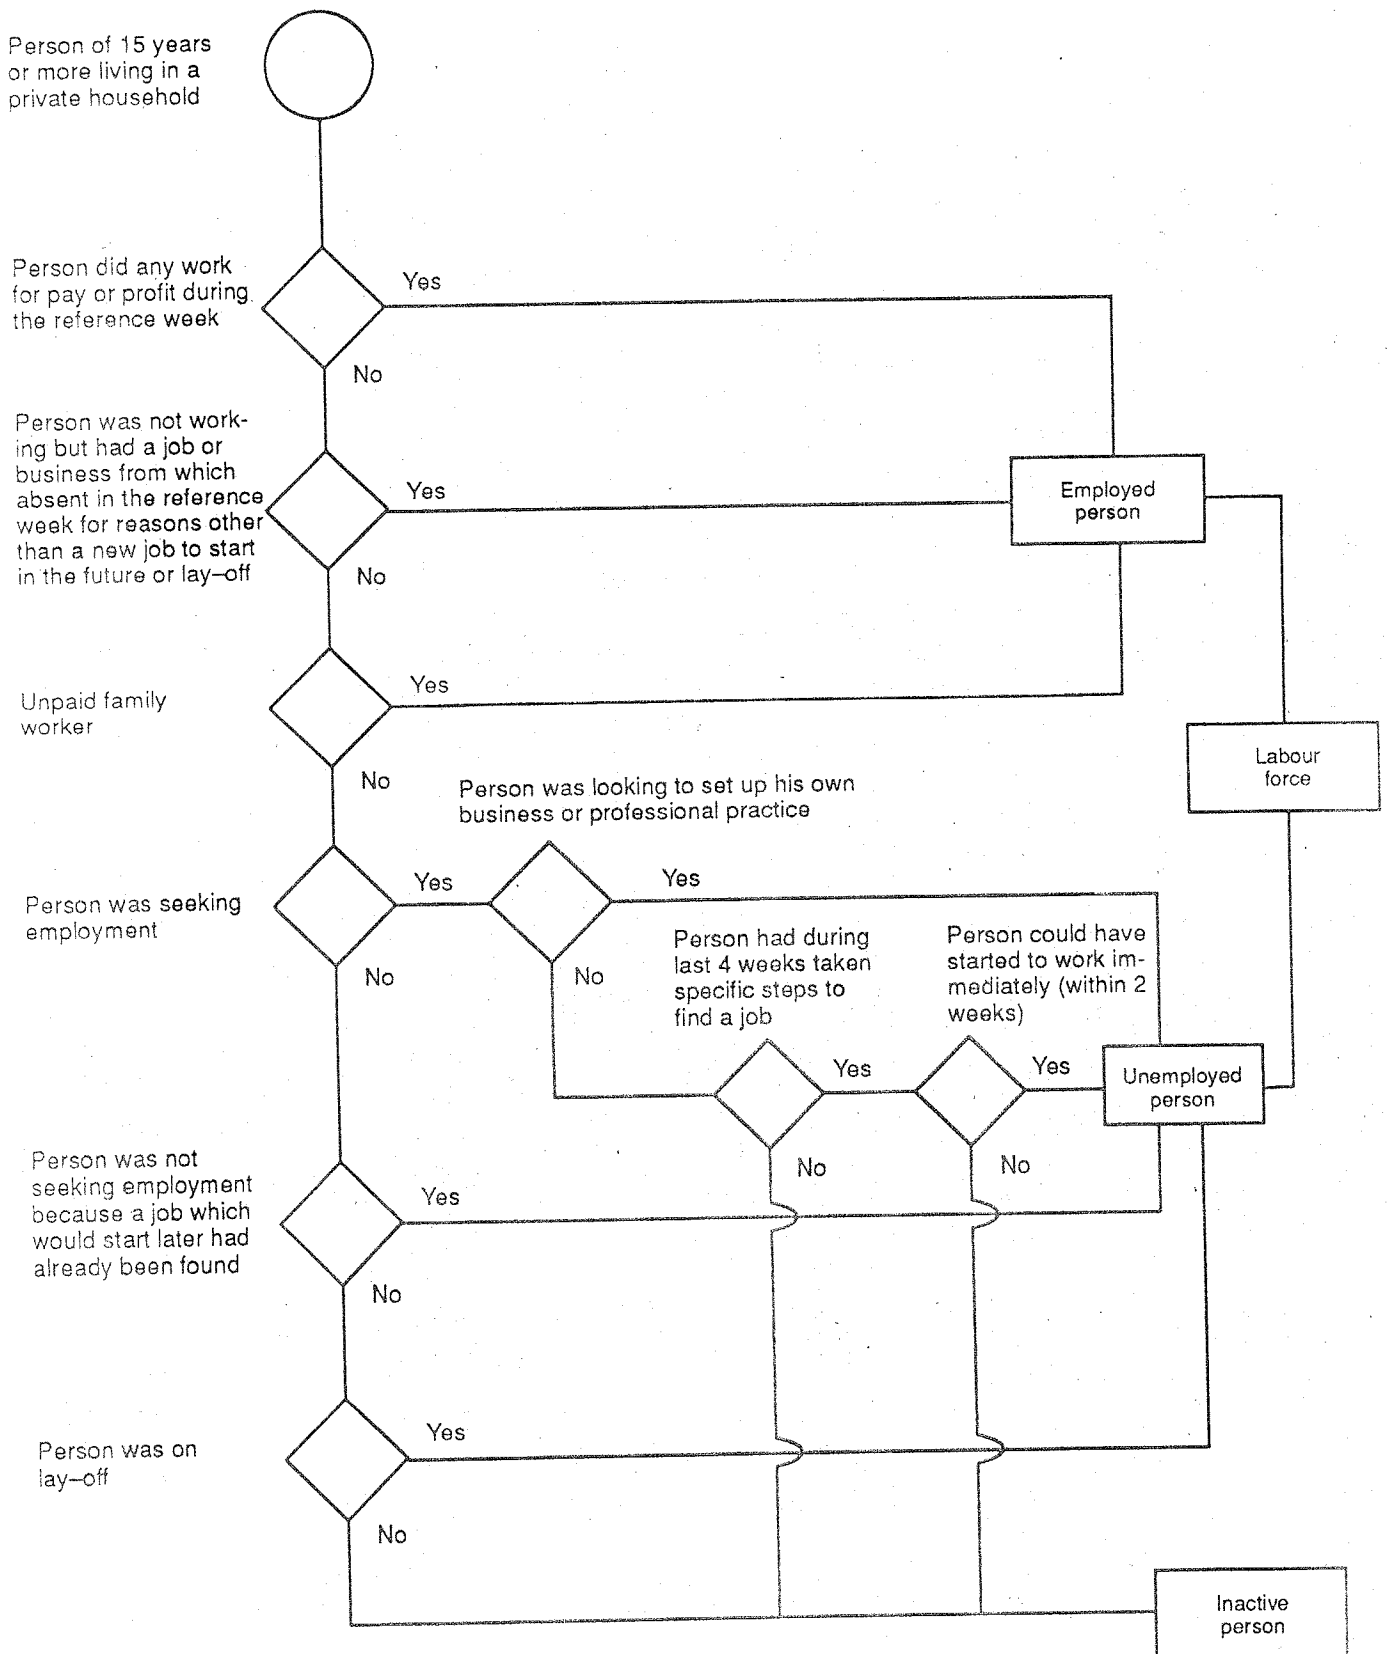 Person of 15 years
or more living in a
private household
Person did any work
for pay or profit during
the reference week
Yes
No
Person was not work-
ing but had a job or
business from which
absent in the reference
week for reasons other
than a new job to start
in the future or lay-off
Yes
No
Employed
person
Unpaid family
worker
Yes
No
Labour
force
Person was looking to set up his own
business or professional practice
Person was seeking
employment
Yes
No
Yes
No
Person had during
last 4 weeks taken
specific steps to
find a job
Person could have
started to work im-
mediately (within 2
weeks)
Yes
No
Yes
No
Unemployed
person
Person was not
seeking employment
because a job which
would start later had
already been found
Yes
No
Person was on
lay-off
Yes
No
Inactive
person